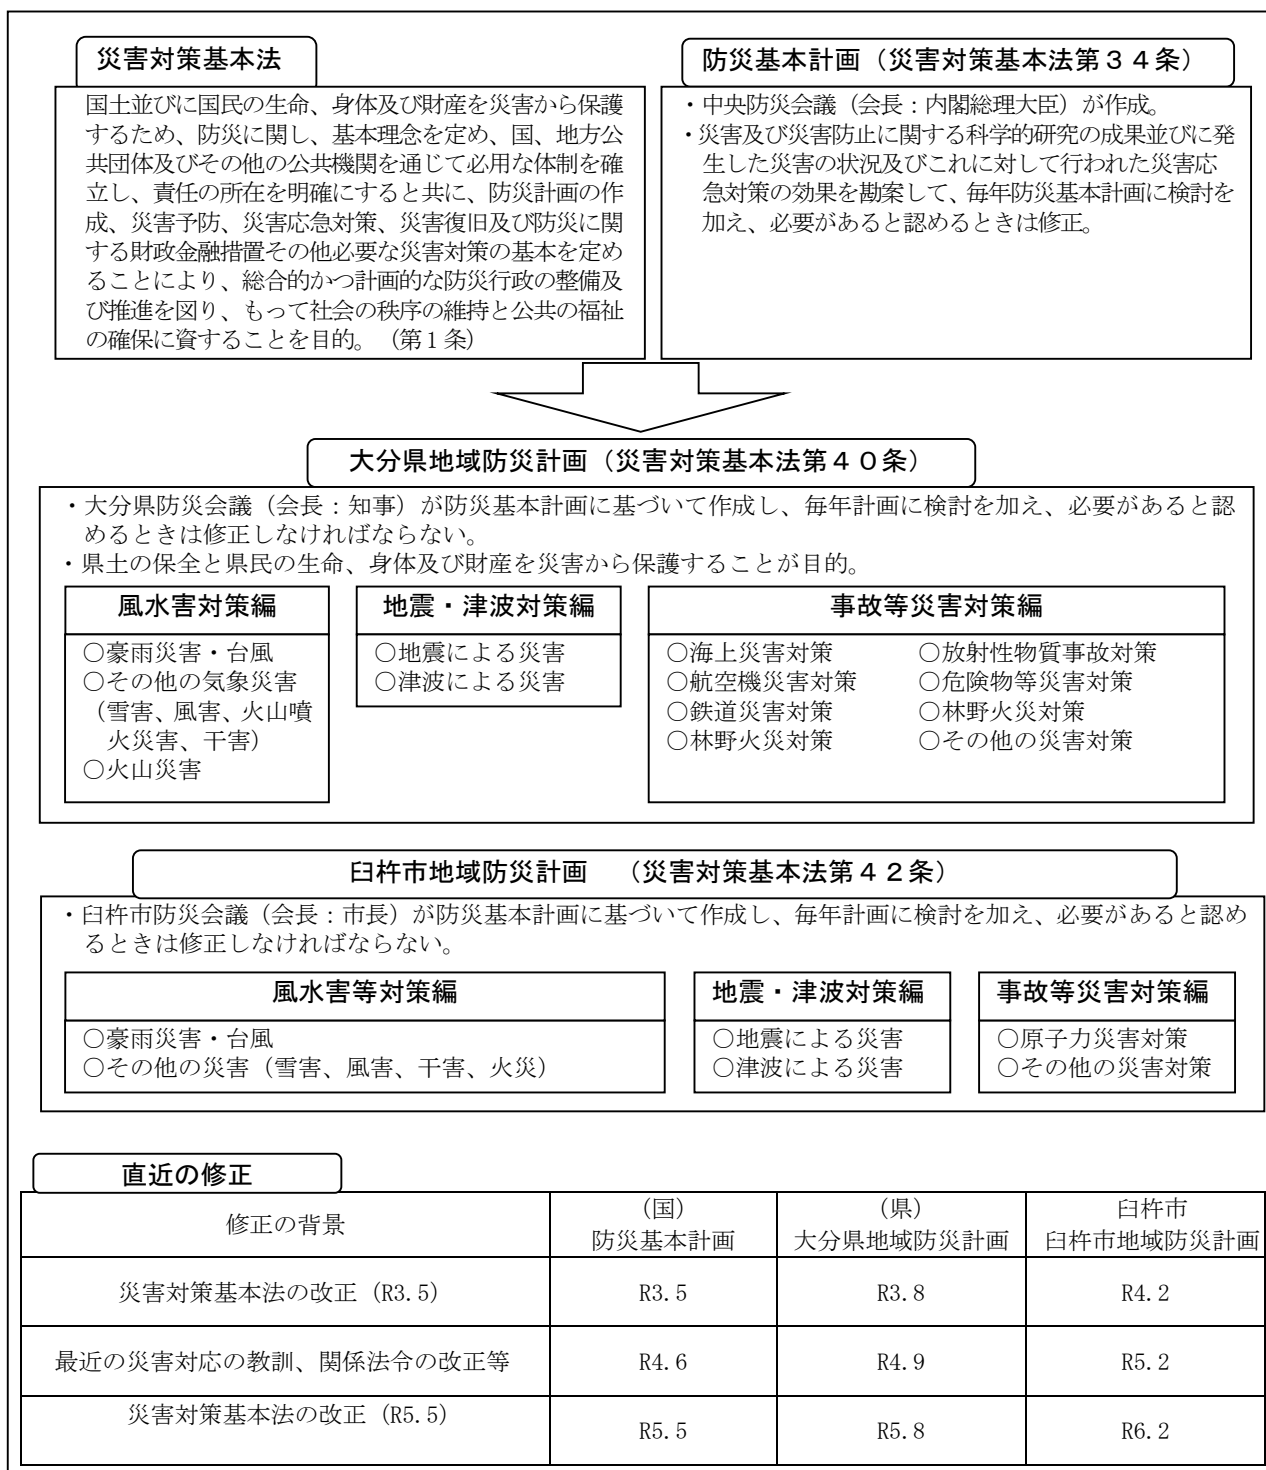 災害対策基本法
国土並びに国民の生命、身体及び財産を災害から保護
するため、防災に関し、基本理念を定め、国、地方公
共団体及びその他の公共機関を通じて必用な体制を確
立し、責任の所在を明確にすると共に、防災計画の作
成、災害予防、災害応急対策、災害復旧及び防災に関
する財政金融措置その他必要な災害対策の基本を定め
ることにより、総合的かつ計画的な防災行政の整備及
び推進を図り、もって社会の秩序の維持と公共の福祉
の確保に資することを目的。（第1条）
防災基本計画（災害対策基本法第３４条）
・中央防災会議（会長：内閣総理大臣）が作成。
・災害及び災害防止に関する科学的研究の成果並びに発
生した災害の状況及びこれに対して行われた災害応
急対策の効果を勘案して、毎年防災基本計画に検討を
加え、必要があると認めるときは修正。
大分県地域防災計画（災害対策基本法第４０条）
・大分県防災会議（会長：知事）が防災基本計画に基づいて作成し、毎年計画に検討を加え、必要があると認
めるときは修正しなければならない。
・県土の保全と県民の生命、身体及び財産を災害から保護することが目的。
風水害対策編
○豪雨災害・台風
○その他の気象災害
（雪害、風害、火山噴
火災害、干害）
○火山災害
地震・津波対策編
○地震による災害
○津波による災害
事故等災害対策編
○海上災害対策 ○放射性物質事故対策
○航空機災害対策 ○危険物等災害対策
○鉄道災害対策 ○林野火災対策
○林野火災対策 ○その他の災害対策
臼杵市地域防災計画 （災害対策基本法第４２条）
・臼杵市防災会議（会長：市長）が防災基本計画に基づいて作成し、毎年計画に検討を加え、必要があると認め
るときは修正しなければならない。
風水害等対策編
○豪雨災害・台風
○その他の災害（雪害、風害、干害、火災）
地震・津波対策編
○地震による災害
○津波による災害
事故等災害対策編
○原子力災害対策
○その他の災害対策
直近の修正
修正の背景
（国）
防災基本計画
（県）
大分県地域防災計画
臼杵市
臼杵市地域防災計画
災害対策基本法の改正（R3.5） R3.5 R3.8 R4.2
最近の災害対応の教訓、関係法令の改正等 R4.6 R4.9 R5.2
災害対策基本法の改正（R5.5） R5.5 R5.8 R6.2